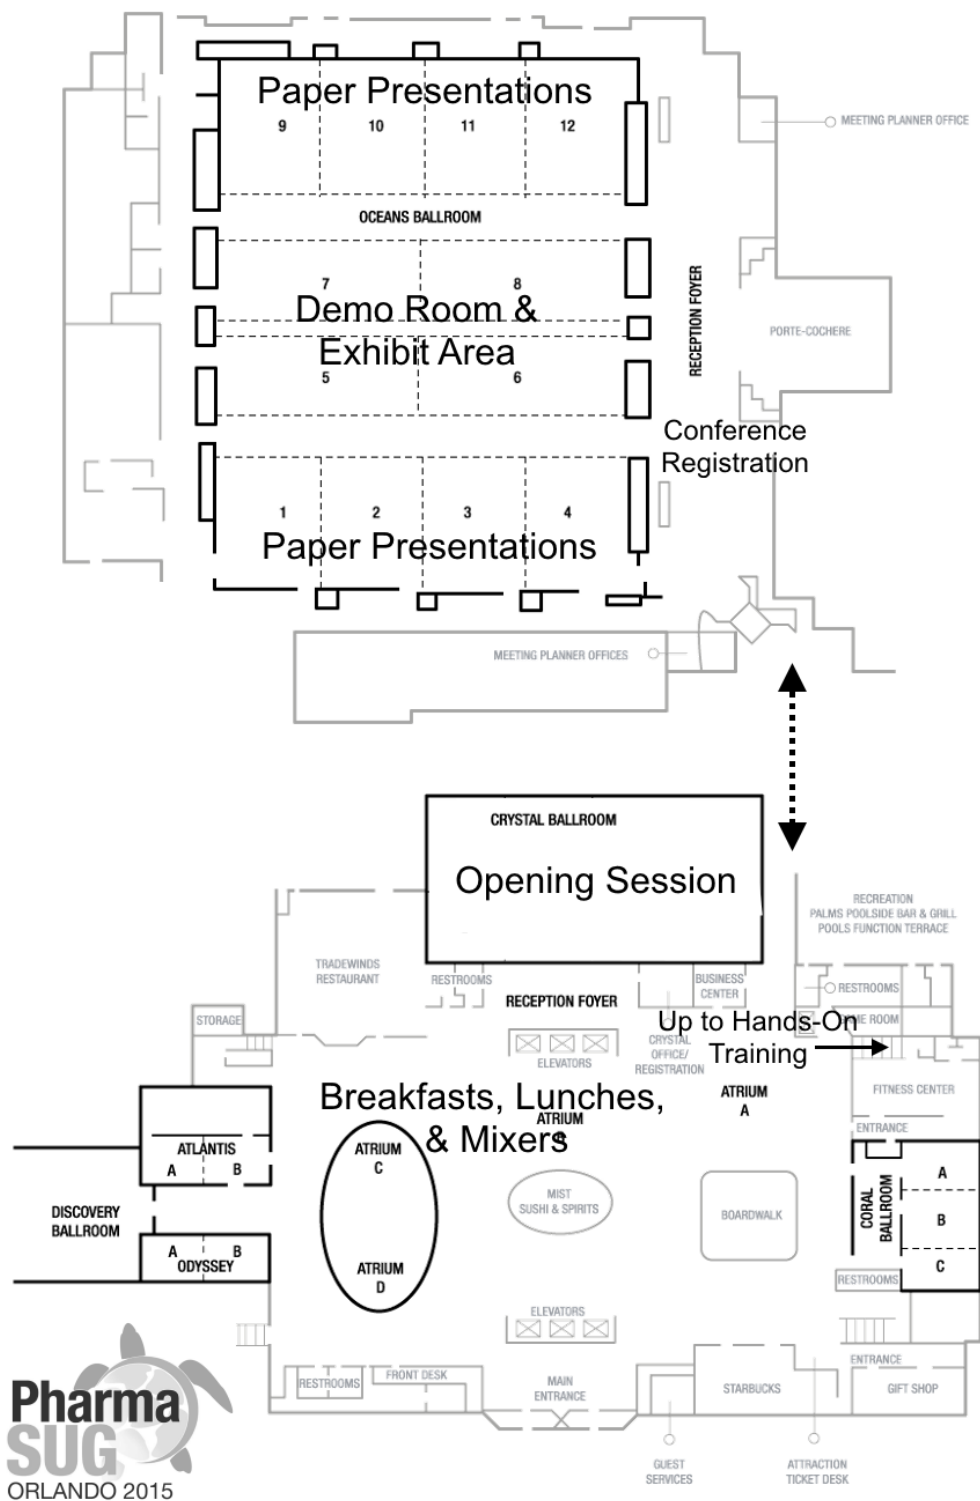 Paper Presentations
9 10 11 12
MEETING PLANNER OFFICE
OCEANS BALLROOM
7 8
Demo Room &
Exhibit Area
5 6
RECEPTION FOYER
PORTE-COCHERE
Conference
Registration
1 2 3 4
Paper Presentations
MEETING PLANNER OFFICES
CRYSTAL BALLROOM
Opening Session
RECREATION
PALMS POOLSIDE BAR & GRILL
POOLS FUNCTION TERRACE
TRADEWINDS
RESTAURANT
RESTROOMS
BUSINESS
CENTER
RESTROOMS
RECEPTION FOYER
STORAGE
Up to Hands-On
Training
ROOM
ELEVATORS
CRYSTAL
OFFICE/
REGISTRATION
FITNESS CENTER
Breakfasts, Lunches,
& Mixers
ATRIUM
A
ATRIUM
ENTRANCE
ATLANTIS
A B
ATRIUM
C
MIST
SUSHI & SPIRITS
BOARDWALK
CORAL
BALLROOM
A
B
C
DISCOVERY
BALLROOM
A B
ODYSSEY
ATRIUM
D
RESTROOMS
ELEVATORS
ENTRANCE
RESTROOMS
FRONT DESK
MAIN
ENTRANCE
STARBUCKS
GIFT SHOP
GUEST
SERVICES
ATTRACTION
TICKET DESK
Pharma
SUG
ORLANDO 2015